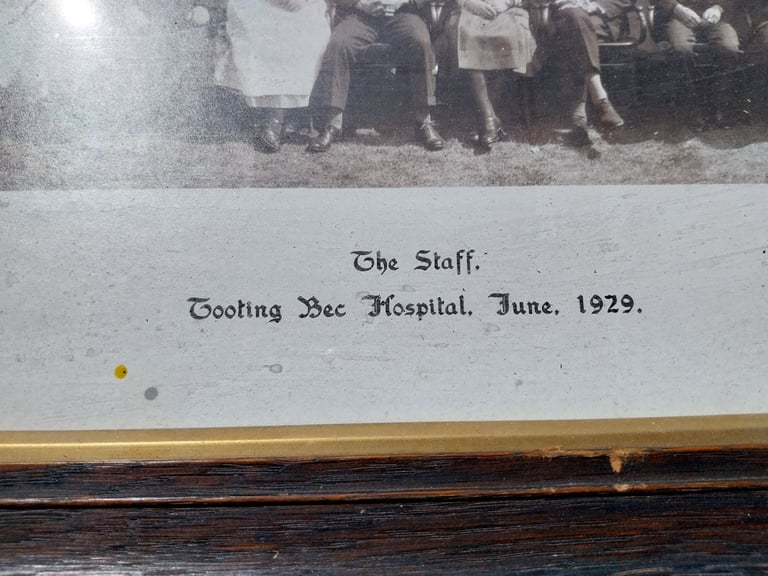 The Staff.
Tooting Bec Hospital. June. 1929.